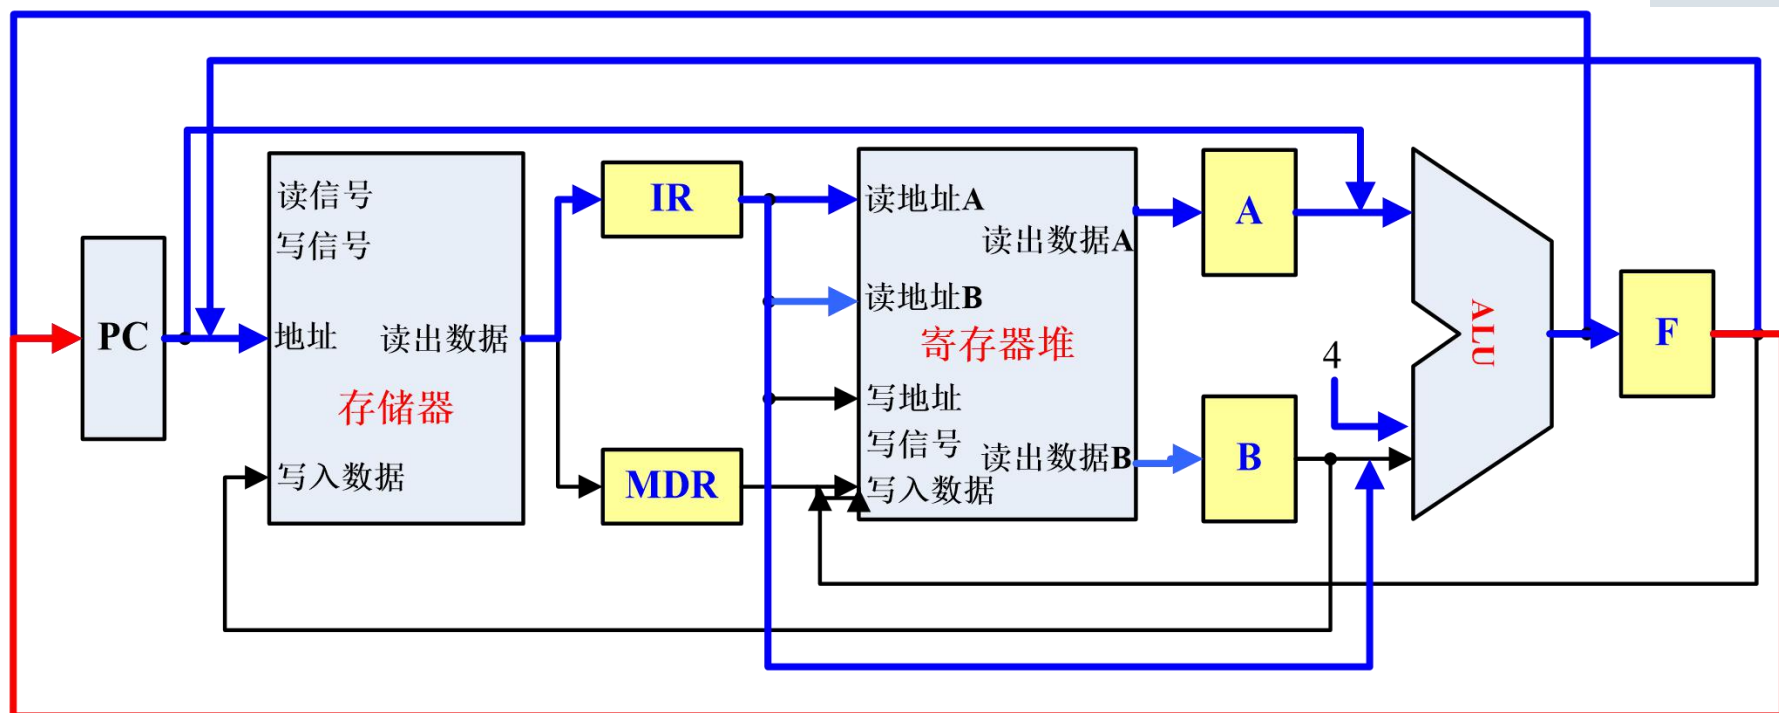 PC
读信号
写信号
地址
读出数据
存储器
写入数据
IR
MDR
读地址A
读出数据A
读地址B
寄存器堆
写地址
写信号
读出数据B
写入数据
A
B
4
ALU
F